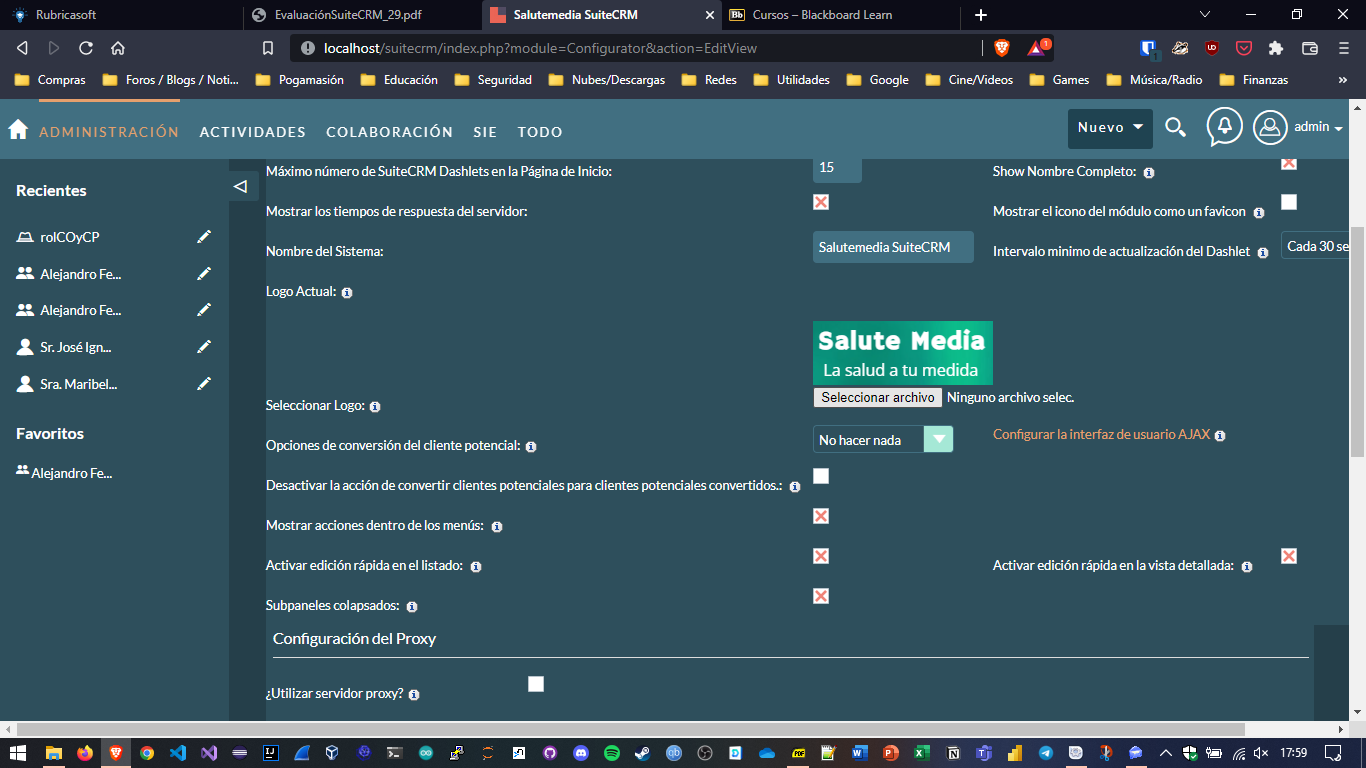 Rubricasoft
EvaluaciónSuiteCRM_29.pdf
Salutemedia SuiteCRM
Bb
Cursos – Blackboard Learn
localhost/suitecrm/index.php?module=Configurator&action=EditView
1
1
Compras
Foros / Blogs / Noti...
Pogamasión
Educación
Seguridad
Nubes/Descargas
Redes
Utilidades
Google
Cine/Videos
Games
Música/Radio
Finanzas
»
ADMINISTRACIÓN
ACTIVIDADES
COLABORACIÓN
SIE
TODO
Nuevo
admin
Recientes
rolCOyCP
Alejandro Fe...
Alejandro Fe...
Sr. José Ign...
Sra. Maribel...
Favoritos
Alejandro Fe...
Máximo número de SuiteCRM Dashlets en la Página de Inicio:
15
Show Nombre Completo:
Mostrar los tiempos de respuesta del servidor:
Mostrar el icono del módulo como un favicon
Nombre del Sistema:
Salutemedia SuiteCRM
Intervalo minimo de actualización del Dashlet
Cada 30 se
Logo Actual:
Salute Media
La salud a tu medida
Seleccionar Logo:
Seleccionar archivo
Ninguno archivo selec.
Opciones de conversión del cliente potencial:
No hacer nada
Configurar la interfaz de usuario AJAX
Desactivar la acción de convertir clientes potenciales para clientes potenciales convertidos.:
Mostrar acciones dentro de los menús:
Activar edición rápida en el listado:
Activar edición rápida en la vista detallada:
Subpaneles colapsados:
Configuración del Proxy
¿Utilizar servidor proxy?
17:59